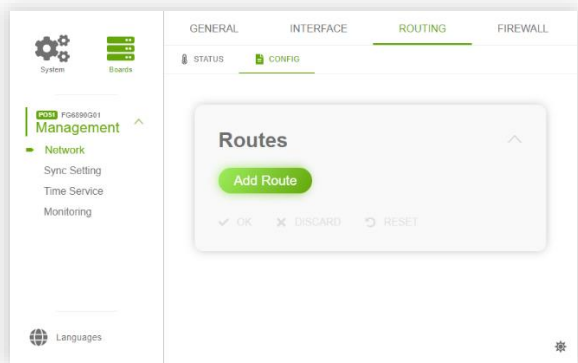 GENERAL INTERFACE ROUTING FIREWALL
STATUS CONFIG
System Boards
POS1 FG6890G01
Management
Network
Sync Setting
Time Service
Monitoring
Languages
Routes
Add Route
OK DISCARD RESET